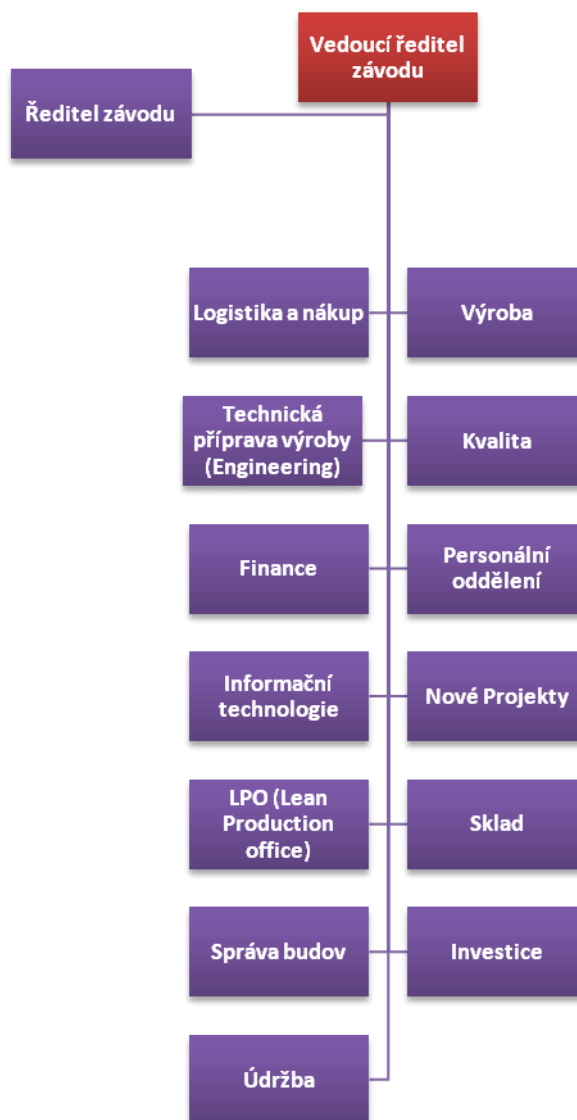 Vedoucí ředitel
závodu
Ředitel závodu
Logistika a nákup
Výroba
Technická
příprava výroby
(Engineering)
Kvalita
Finance
Personální
oddělení
Informační
technologie
Nové Projekty
LPO (Lean
Production
office)
Sklad
Správa budov
Investice
Údržba